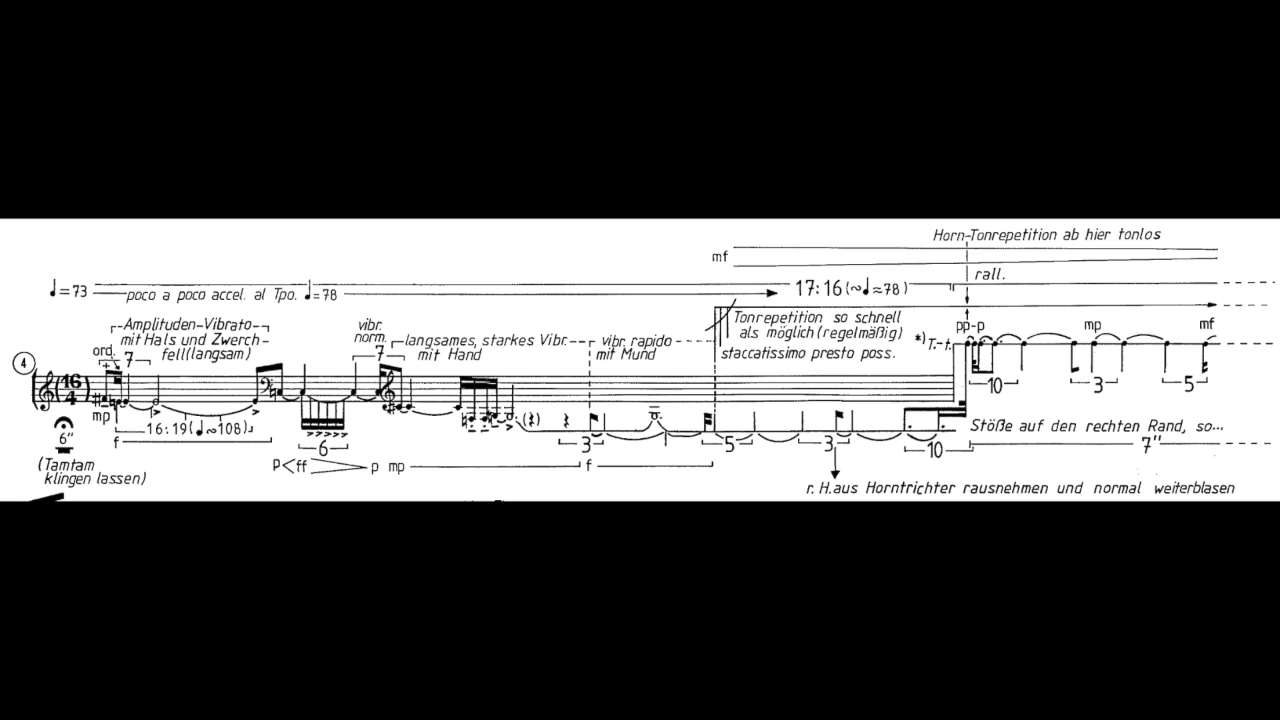 Horn-Tonrepetition ab hier tonlos
mf
rall.
♩=73 poco a poco accel. al Tpo. ♩=78
17:16 (∾♩≈78)
Amplituden-Vibrato
mit Hals und Zwerch-
fell (langsam)
ord.
7
vibr.
norm.
7
langsames, starkes Vibr.
mit Hand
vibr. rapido
mit Mund
Tonrepetition so schnell
als möglich (regelmäßig)
staccatissimo presto poss.
*) T.-t.
pp-p
mp
mf
4
16
4
10
3
5
mp
16:19 (♩∾108)
f
6
3
5
3
10
6"
(Tamtam
klingen lassen)
p<ff > p mp
f
Stöße auf den rechten Rand, so...
7"
r. H. aus Horntrichter rausnehmen und normal weiterblasen